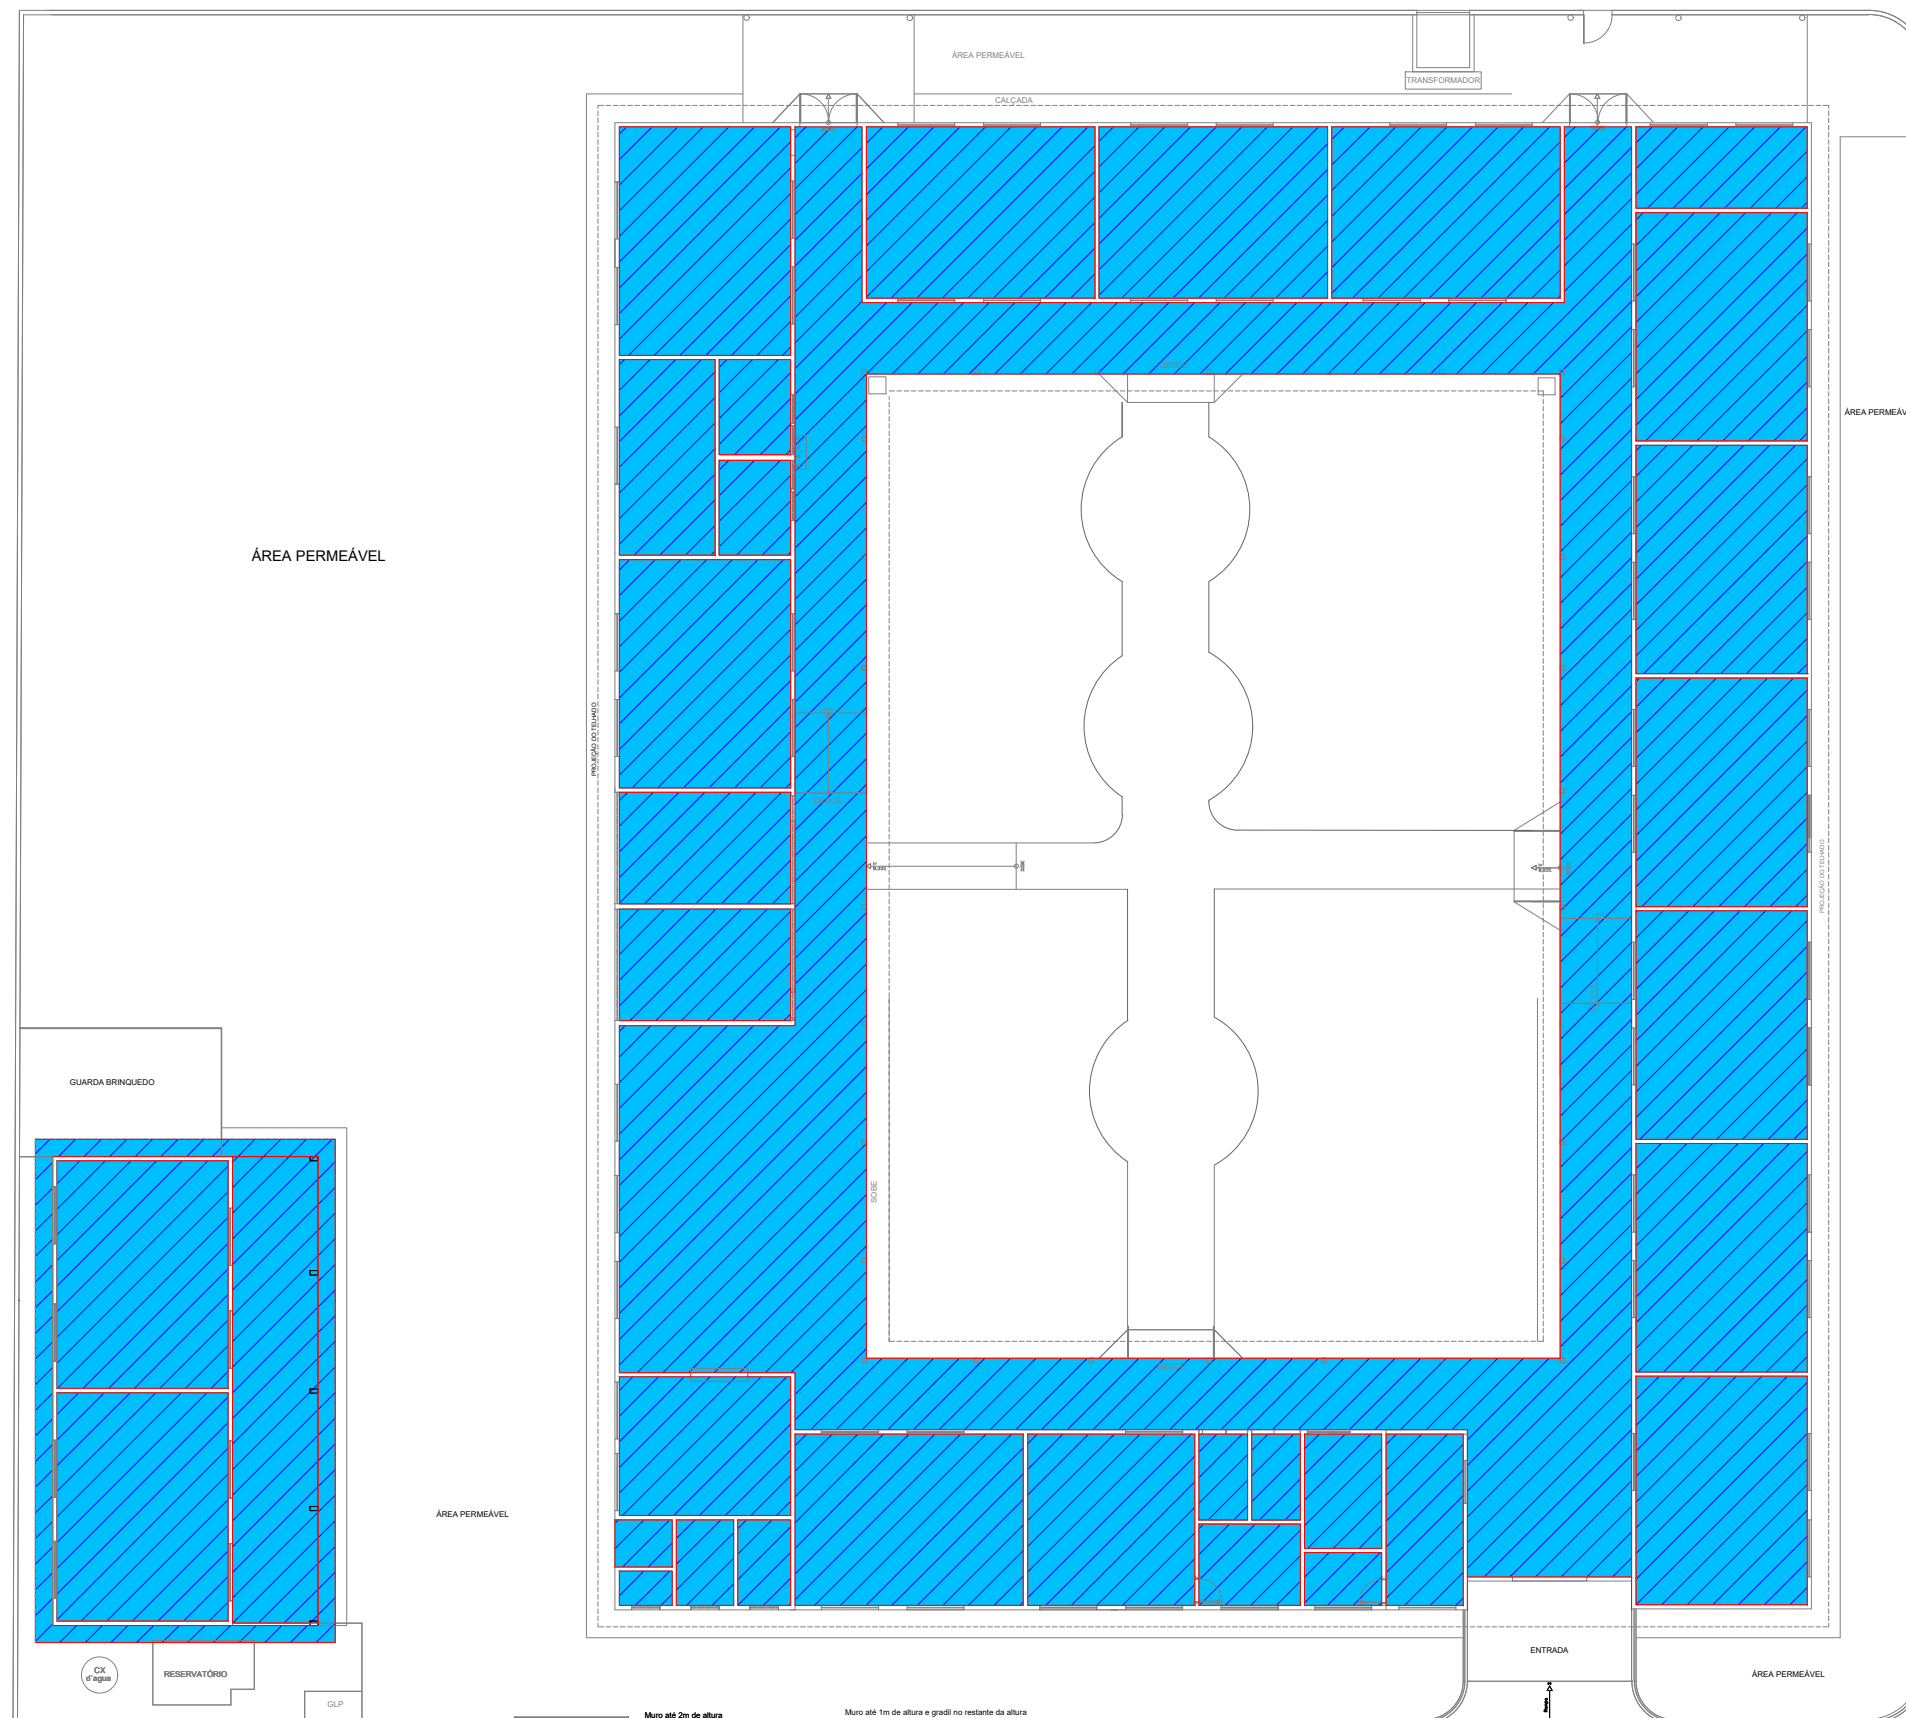 ÁREA PERMEÁVEL
TRANSFORMADOR
CALÇADA
ÁREA PERMEÁV
ÁREA PERMEÁVEL
PROJEÇÃO DO TELHADO
PROJEÇÃO DO TELHADO
SOBE
GUARDA BRINQUEDO
SOBE
ÁREA PERMEÁVEL
ENTRADA
ÁREA PERMEÁVEL
CX
d´agua
RESERVATÓRIO
GLP
Rampa
Muro até 2m de altura
Muro até 1m de altura e gradil no restante da altura